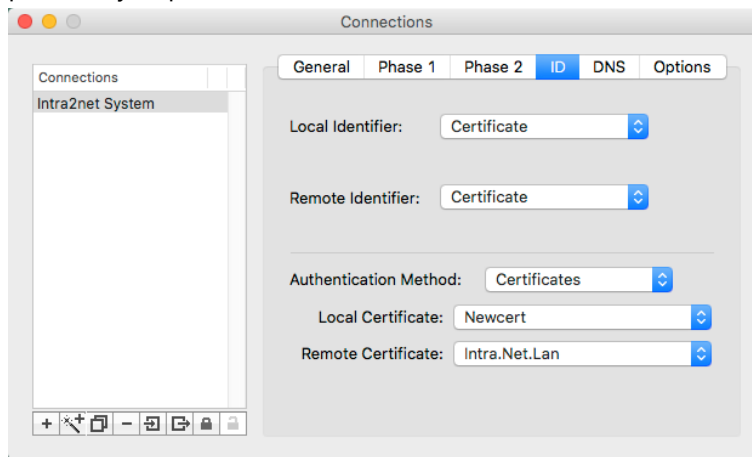 Connections
General Phase 1 Phase 2 ID DNS Options
Connections
Intra2net System
Local Identifier: Certificate
Remote Identifier: Certificate
Authentication Method: Certificates
Local Certificate: Newcert
Remote Certificate: Intra.Net.Lan